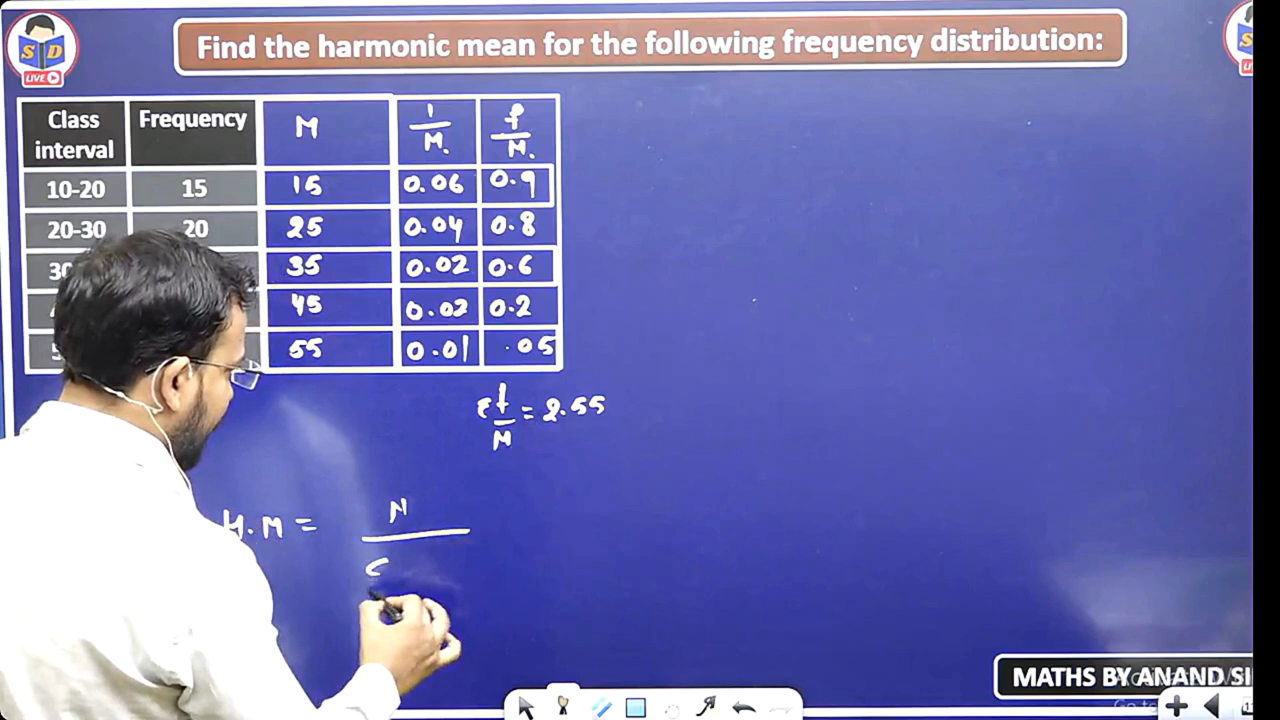 S D
LIVE
Find the harmonic mean for the following frequency distribution:
Class interval Frequency M 1/M. f/M.
10-20 15 15 0.06 0.9
20-30 20 25 0.04 0.8
35 0.02 0.6
45 0.02 0.2
55 0.01 .05
Σf/M = 2.55
H.M = N
MATHS BY ANAND SI